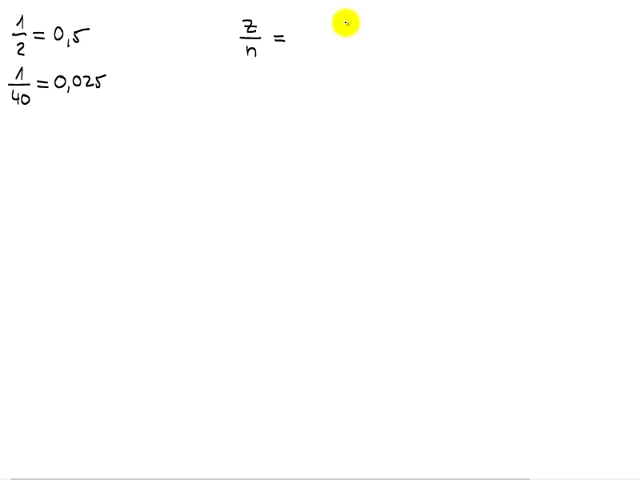 1/2 = 0,5
z/n =
1/40 = 0,025